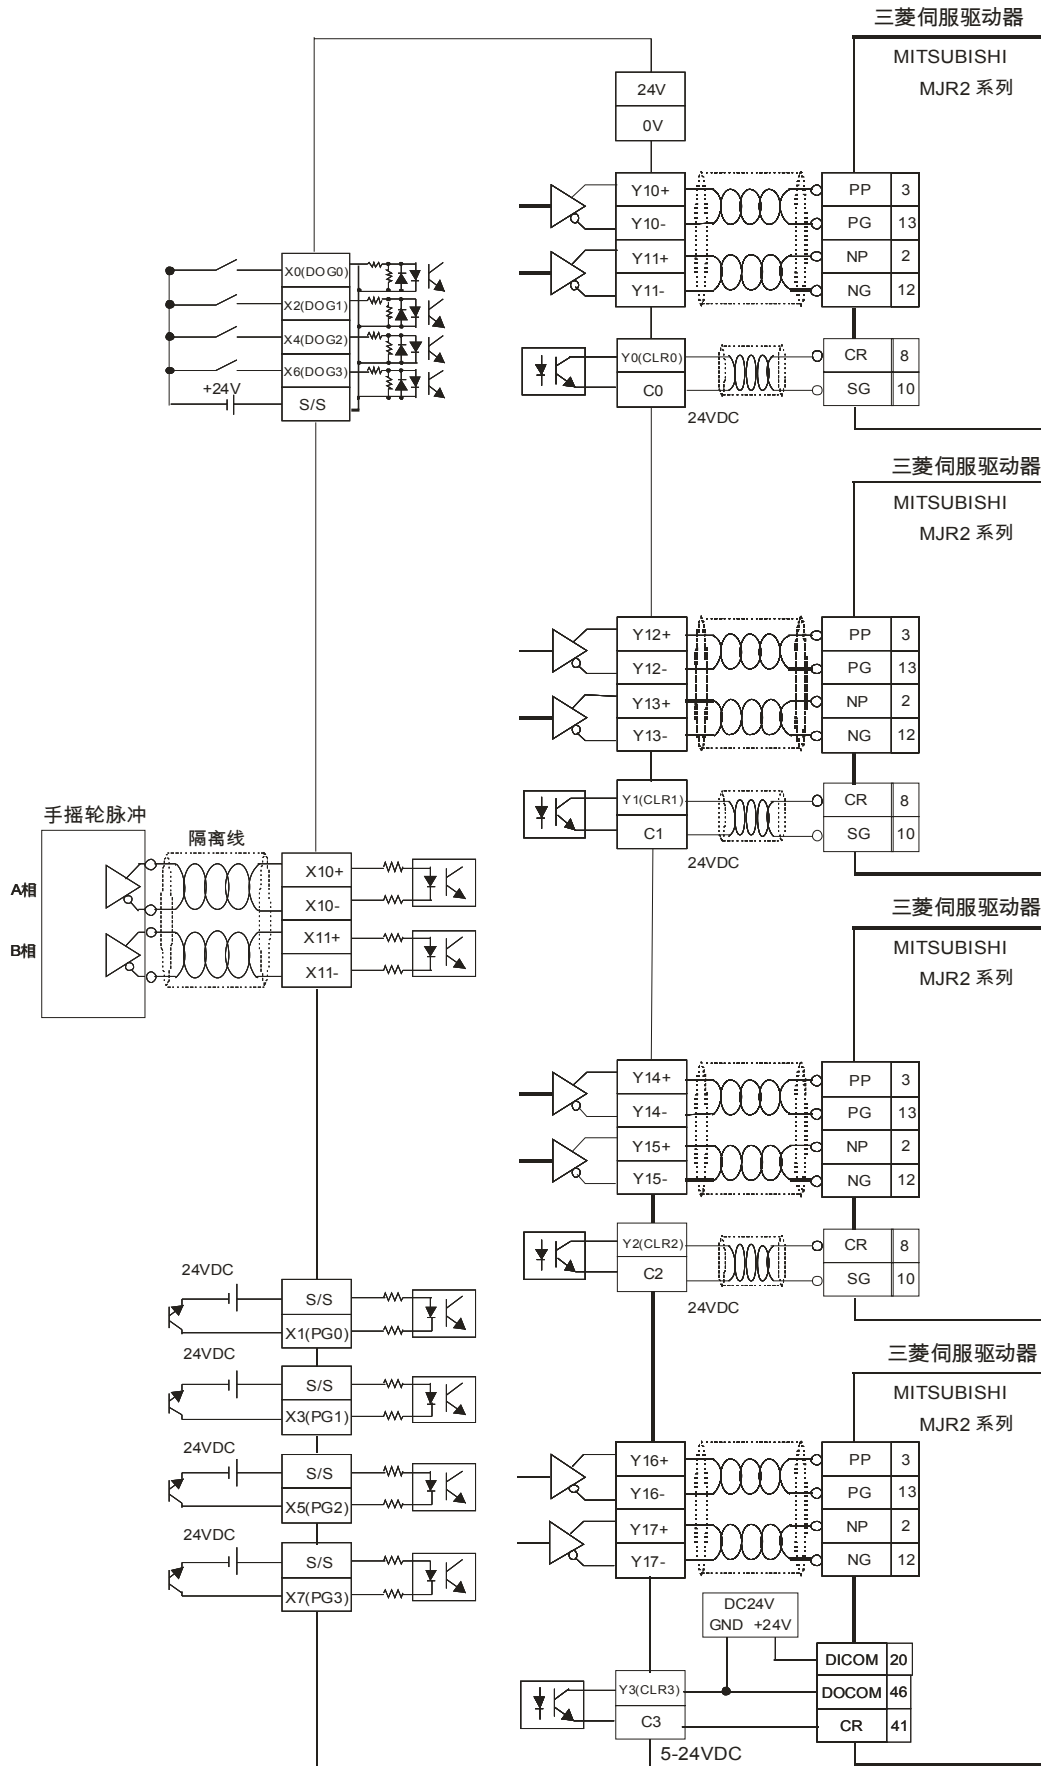 三菱伺服驱动器
MITSUBISHI
MJR2 系列
24V
0V
Y10+
PP 3
Y10-
PG 13
Y11+
NP 2
Y11-
NG 12
X0(DOG0)
X2(DOG1)
X4(DOG2)
X6(DOG3)
+24V
S/S
Y0(CLR0)
CR 8
C0
SG 10
24VDC
三菱伺服驱动器
MITSUBISHI
MJR2 系列
Y12+
PP 3
Y12-
PG 13
Y13+
NP 2
Y13-
NG 12
Y1(CLR1)
CR 8
C1
SG 10
24VDC
手摇轮脉冲
隔离线
A相
B相
X10+
X10-
X11+
X11-
三菱伺服驱动器
MITSUBISHI
MJR2 系列
Y14+
PP 3
Y14-
PG 13
Y15+
NP 2
Y15-
NG 12
Y2(CLR2)
CR 8
C2
SG 10
24VDC
24VDC
S/S
X1(PG0)
24VDC
S/S
X3(PG1)
24VDC
S/S
X5(PG2)
24VDC
S/S
X7(PG3)
三菱伺服驱动器
MITSUBISHI
MJR2 系列
Y16+
PP 3
Y16-
PG 13
Y17+
NP 2
Y17-
NG 12
DC24V
GND +24V
DICOM 20
Y3(CLR3)
DOCOM 46
C3
CR 41
5-24VDC